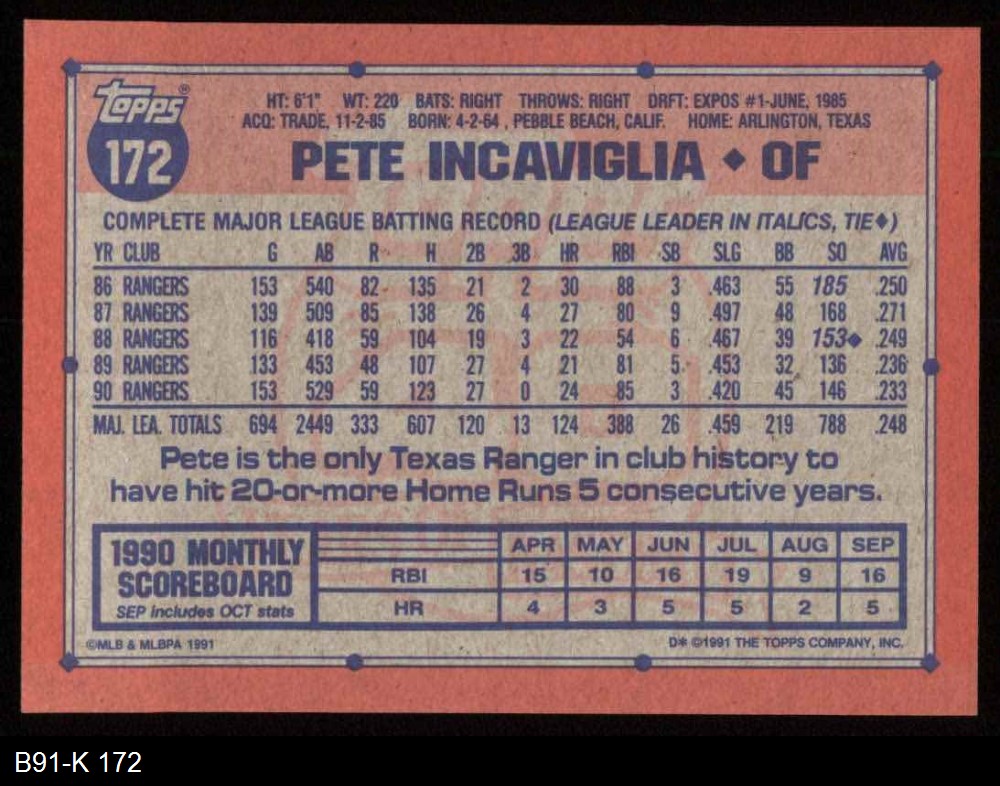 Topps®
172
HT: 6'1" WT: 220 BATS: RIGHT THROWS: RIGHT DRFT: EXPOS #1-JUNE, 1985
ACQ: TRADE, 11-2-85 BORN: 4-2-64, PEBBLE BEACH, CALIF. HOME: ARLINGTON, TEXAS
PETE INCAVIGLIA ◆ OF
COMPLETE MAJOR LEAGUE BATTING RECORD (LEAGUE LEADER IN ITALICS, TIE◆)
YR CLUB G AB R H 2B 3B HR RBI SB SLG BB SO AVG
86 RANGERS 153 540 82 135 21 2 30 88 3 .463 55 185 .250
87 RANGERS 139 509 85 138 26 4 27 80 9 .497 48 168 .271
88 RANGERS 116 418 59 104 19 3 22 54 6 .467 39 153◆ .249
89 RANGERS 133 453 48 107 27 4 21 81 5 .453 32 136 .236
90 RANGERS 153 529 59 123 27 0 24 85 3 .420 45 146 .233
MAJ. LEA. TOTALS 694 2449 333 607 120 13 124 388 26 .459 219 788 .248
Pete is the only Texas Ranger in club history to
have hit 20-or-more Home Runs 5 consecutive years.
1990 MONTHLY
SCOREBOARD
SEP includes OCT stats
APR MAY JUN JUL AUG SEP
RBI 15 10 16 19 9 16
HR 4 3 5 5 2 5
©MLB & MLBPA 1991
D* ©1991 THE TOPPS COMPANY, INC.
B91-K 172